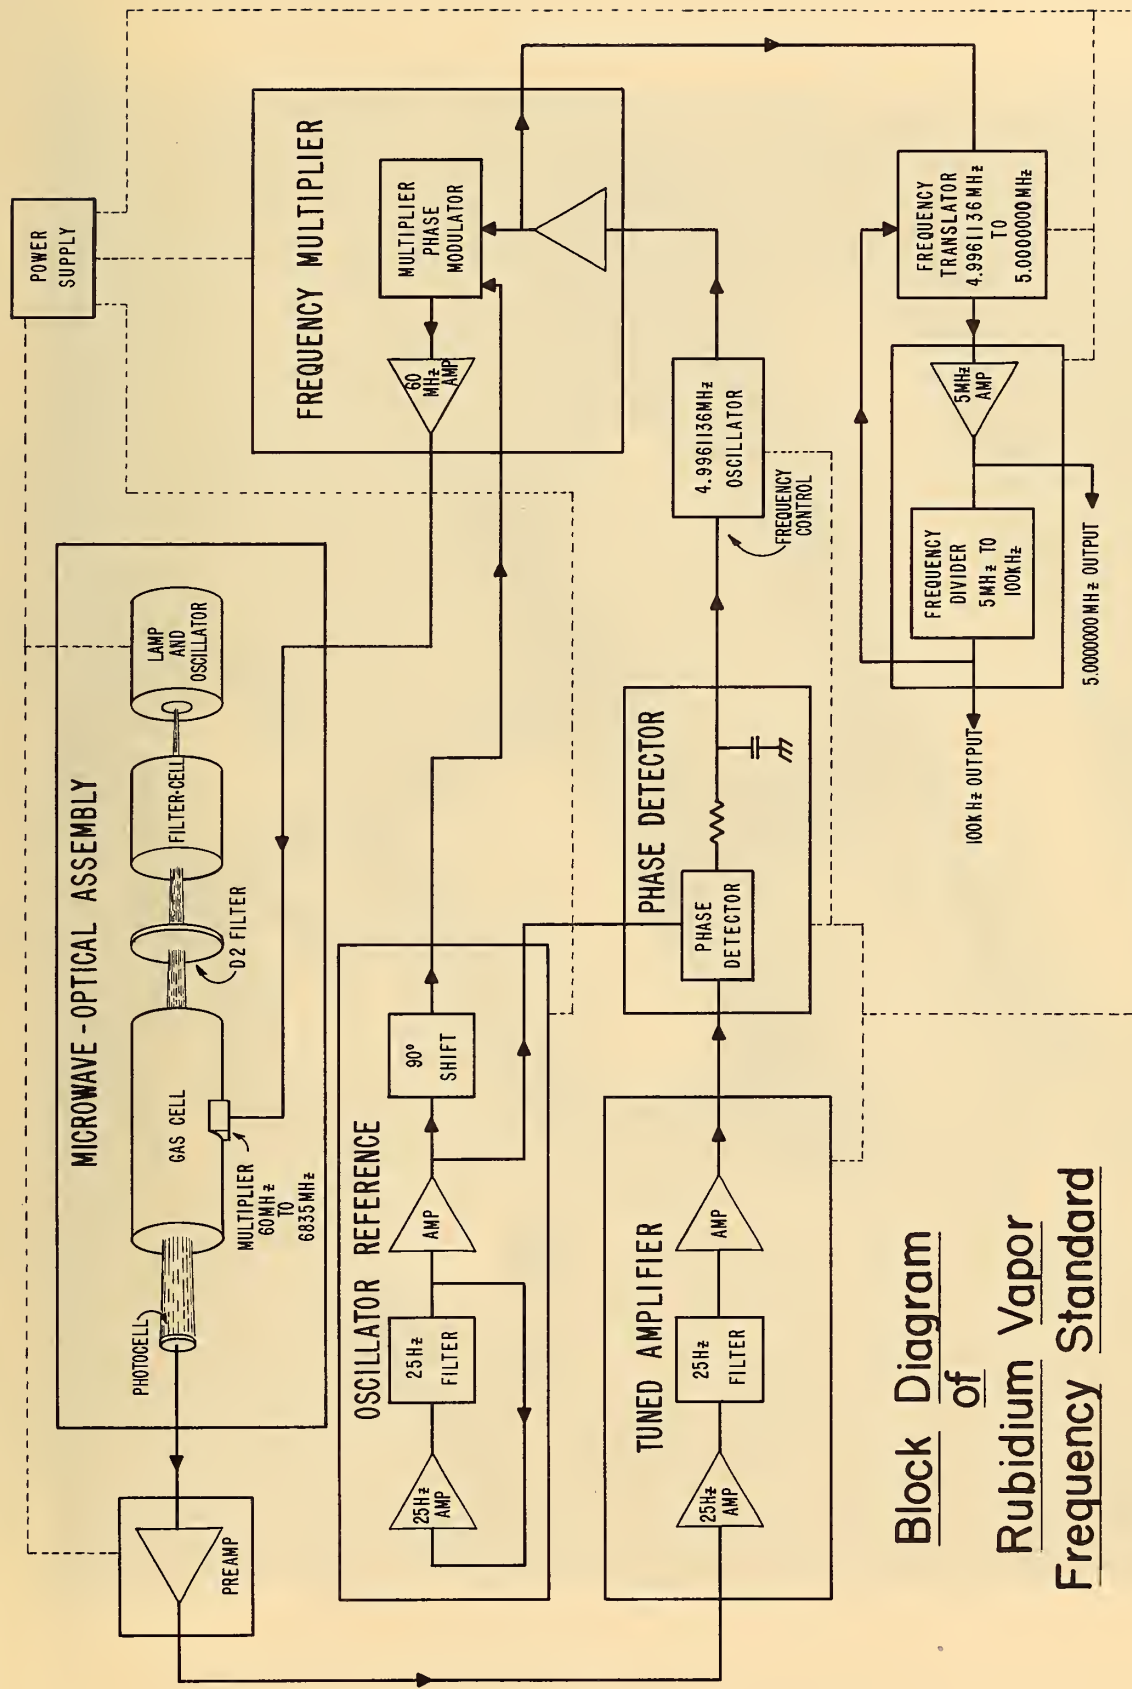 POWER
SUPPLY
MICROWAVE-OPTICAL ASSEMBLY
PHOTOCELL
GAS CELL
MULTIPLIER
60MHz
TO
6835MHz
D2 FILTER
FILTER-CELL
LAMP
AND
OSCILLATOR
PREAMP
FREQUENCY MULTIPLIER
60
MHz
AMP
MULTIPLIER
PHASE
MODULATOR
OSCILLATOR REFERENCE
25Hz
AMP
25Hz
FILTER
AMP
90°
SHIFT
TUNED AMPLIFIER
25Hz
AMP
25Hz
FILTER
AMP
PHASE DETECTOR
PHASE
DETECTOR
FREQUENCY
CONTROL
4.9961136MHz
OSCILLATOR
FREQUENCY
TRANSLATOR
4.9961136MHz
TO
5.0000000MHz
5MHz
AMP
FREQUENCY
DIVIDER
5MHz TO
100kHz
100kHz OUTPUT
5.0000000MHz OUTPUT
Block Diagram
of
Rubidium Vapor
Frequency Standard